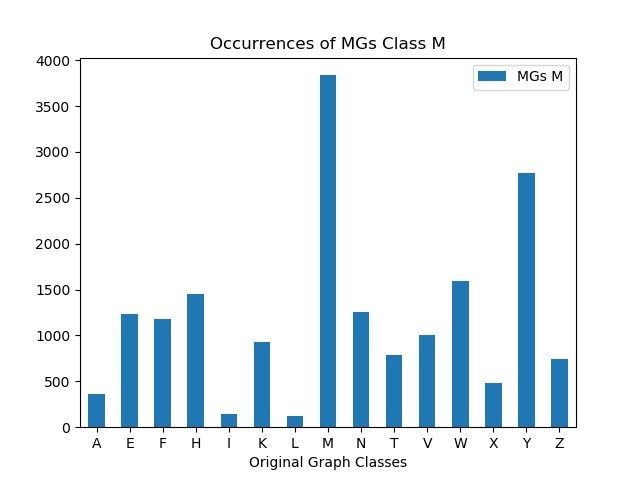 Occurrences of MGs Class M
MGs M
4000
3500
3000
2500
2000
1500
1000
500
0
A E F H I K L M N T V W X Y Z
Original Graph Classes